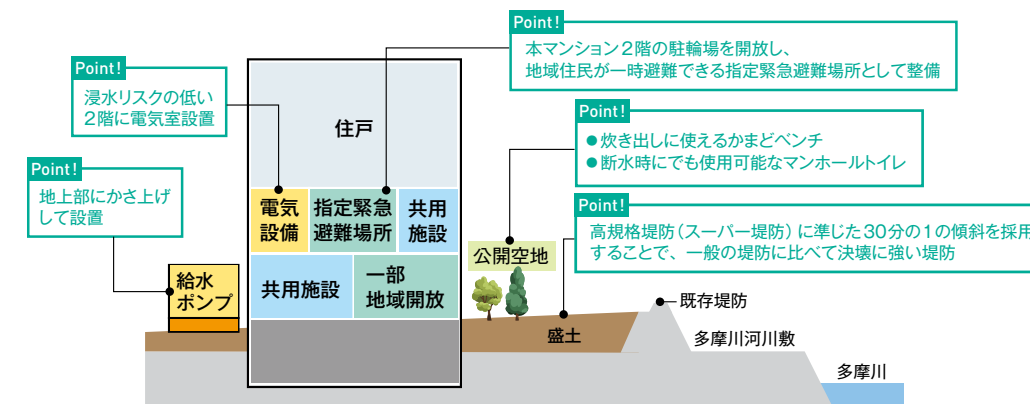 Point!
本マンション2階の駐輪場を開放し、
地域住民が一時避難できる指定緊急避難場所として整備
Point!
浸水リスクの低い
2階に電気室設置
Point!
●炊き出しに使えるかまどベンチ
●断水時にでも使用可能なマンホールトイレ
Point!
地上部にかさ上げ
して設置
Point!
高規格堤防(スーパー堤防)に準じた30分の1の傾斜を採用
することで、一般の堤防に比べて決壊に強い堤防
住戸
電気
設備
指定緊急
避難場所
共用
施設
共用施設
一部
地域開放
給水
ポンプ
公開空地
盛土
既存堤防
多摩川河川敷
多摩川